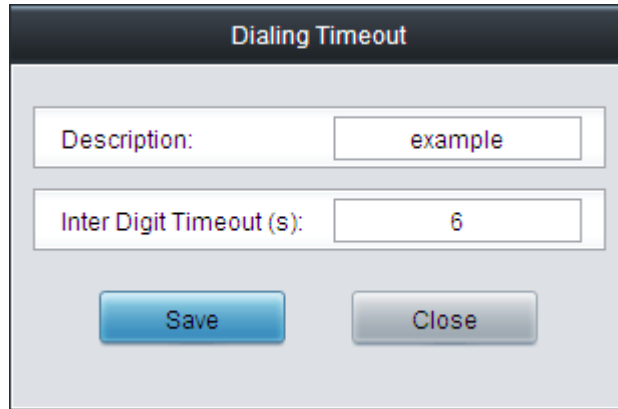 Dialing Timeout
Description: example
Inter Digit Timeout (s): 6
Save Close